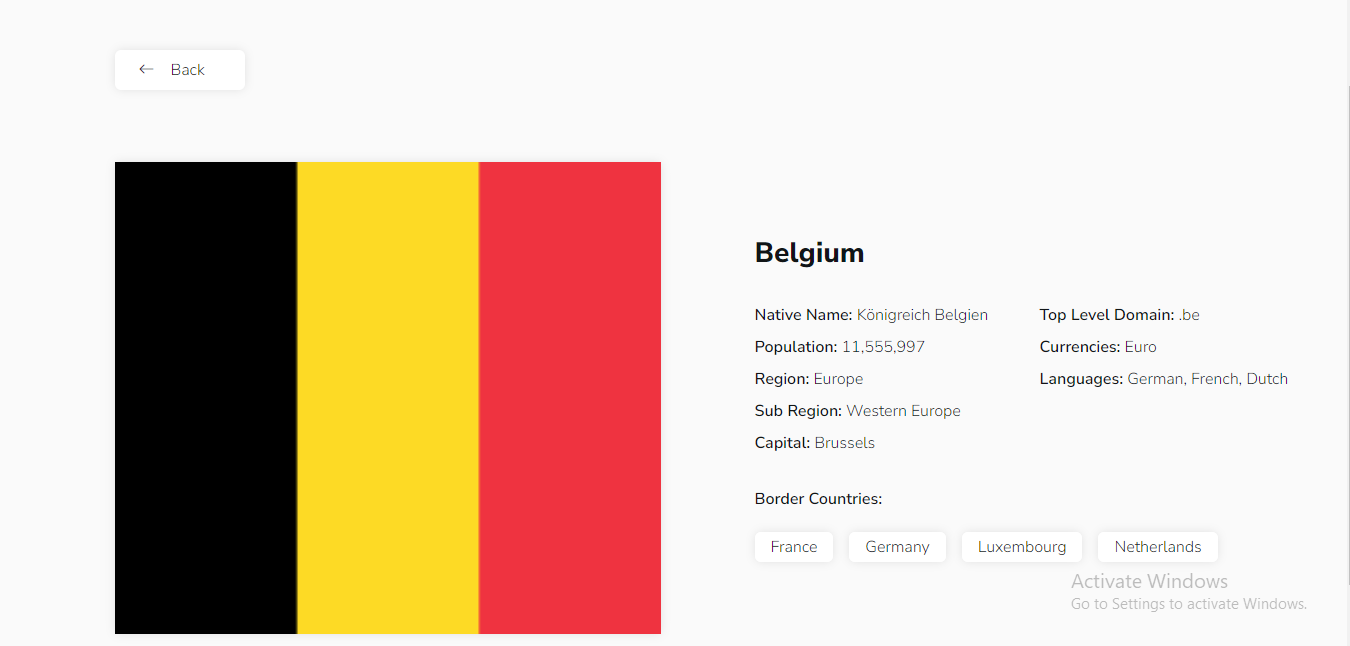 ← Back
Belgium
Native Name: Königreich Belgien
Population: 11,555,997
Region: Europe
Sub Region: Western Europe
Capital: Brussels
Top Level Domain: .be
Currencies: Euro
Languages: German, French, Dutch
Border Countries:
France Germany Luxembourg Netherlands
Activate Windows
Go to Settings to activate Windows.